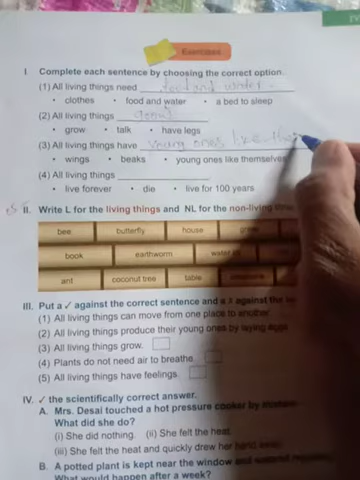 IV
Exercises
I Complete each sentence by choosing the correct option.
(1) All living things need food and water.
• clothes • food and water • a bed to sleep
(2) All living things grow
• grow • talk • have legs
(3) All living things have young ones like
• wings • beaks • young ones like themselves
(4) All living things
• live forever • die • live for 100 years
II. Write L for the living things and NL for the non-living
bee butterfly house
book earthworm
ant coconut tree table
III. Put a ✓ against the correct sentence and a x against the
(1) All living things can move from one place to another
(2) All living things produce their young ones by laying eggs
(3) All living things grow.
(4) Plants do not need air to breathe.
(5) All living things have feelings.
IV. ✓ the scientifically correct answer.
A. Mrs. Desai touched a hot pressure cooker by
What did she do?
(i) She did nothing. (ii) She felt the heat.
(iii) She felt the heat and quickly drew her hand away.
B. A potted plant is kept near the window and
What would happen after a week?